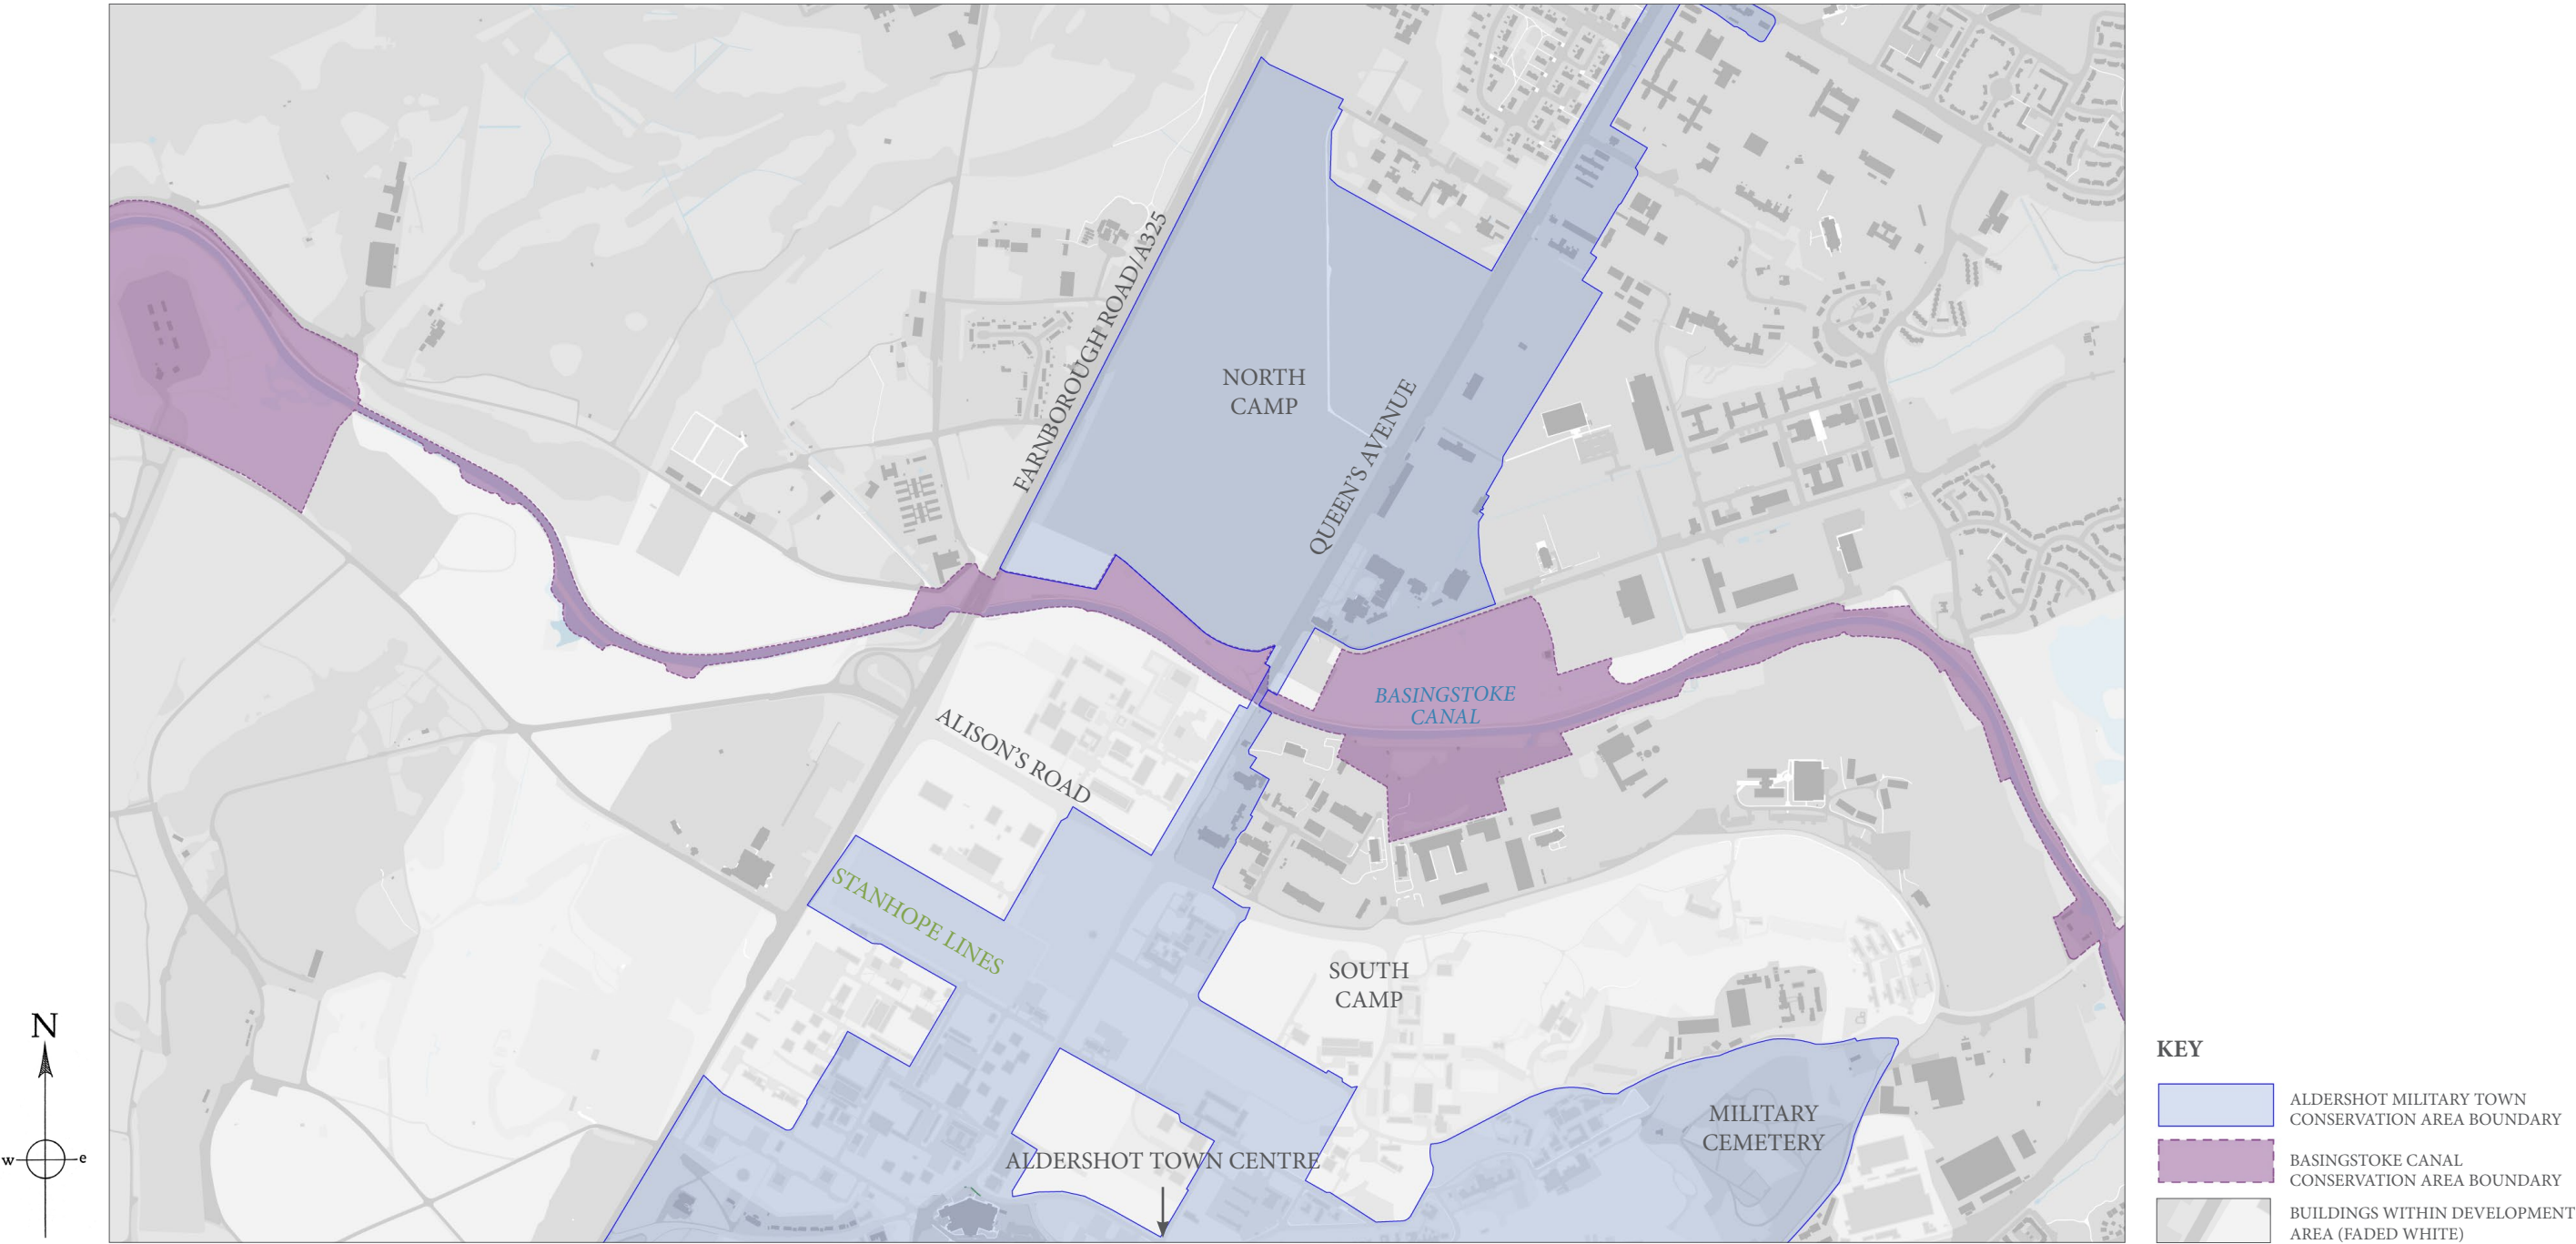 FARNBOROUGH ROAD/A325
NORTH
CAMP
QUEEN'S AVENUE
BASINGSTOKE
CANAL
ALISON'S ROAD
STANHOPE LINES
SOUTH
CAMP
MILITARY
CEMETERY
ALDERSHOT TOWN CENTRE
N
w
e
KEY
ALDERSHOT MILITARY TOWN
CONSERVATION AREA BOUNDARY
BASINGSTOKE CANAL
CONSERVATION AREA BOUNDARY
BUILDINGS WITHIN DEVELOPMENT
AREA (FADED WHITE)